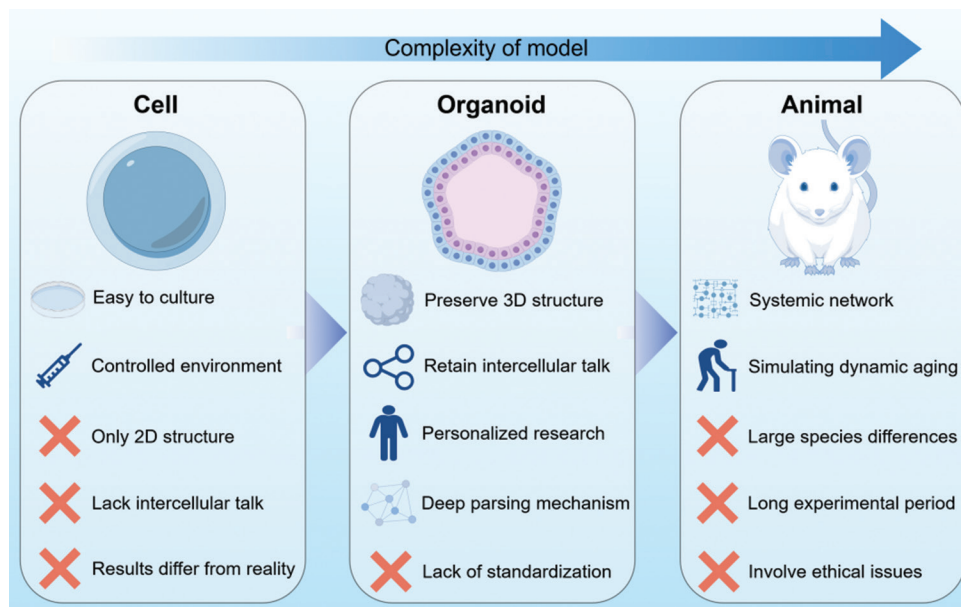 Complexity of model
Cell
Easy to culture
Controlled environment
Only 2D structure
Lack intercellular talk
Results differ from reality
Organoid
Preserve 3D structure
Retain intercellular talk
Personalized research
Deep parsing mechanism
Lack of standardization
Animal
Systemic network
Simulating dynamic aging
Large species differences
Long experimental period
Involve ethical issues